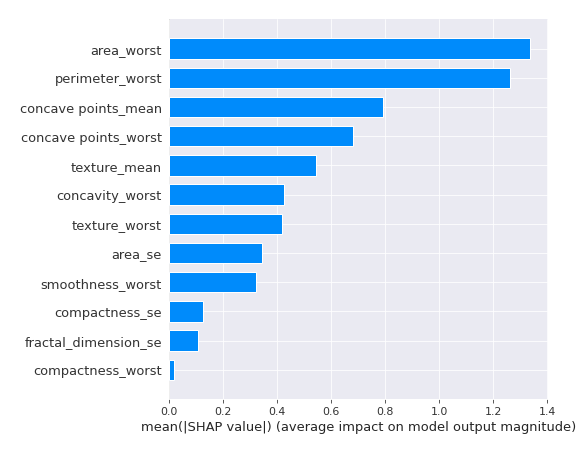 area_worst
perimeter_worst
concave points_mean
concave points_worst
texture_mean
concavity_worst
texture_worst
area_se
smoothness_worst
compactness_se
fractal_dimension_se
compactness_worst
0.0 0.2 0.4 0.6 0.8 1.0 1.2 1.4
mean(|SHAP value|) (average impact on model output magnitude)